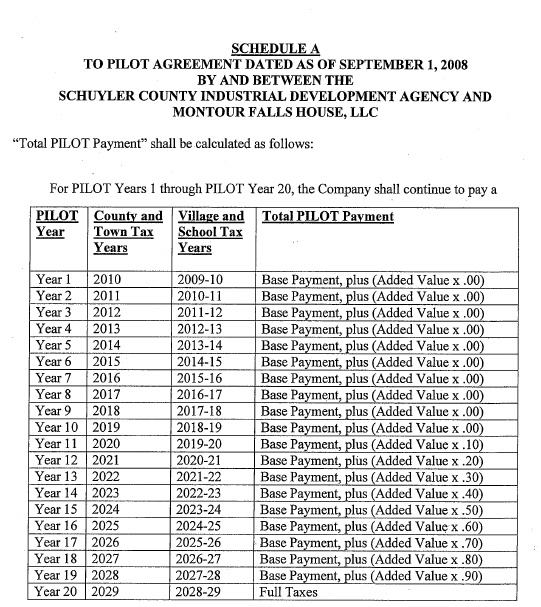 SCHEDULE A
TO PILOT AGREEMENT DATED AS OF SEPTEMBER 1, 2008
BY AND BETWEEN THE
SCHUYLER COUNTY INDUSTRIAL DEVELOPMENT AGENCY AND
MONTOUR FALLS HOUSE, LLC
“Total PILOT Payment” shall be calculated as follows:
For PILOT Years 1 through PILOT Year 20, the Company shall continue to pay a
PILOT Year County and Town Tax Years Village and School Tax Years Total PILOT Payment
Year 1 2010 2009-10 Base Payment, plus (Added Value x .00)
Year 2 2011 2010-11 Base Payment, plus (Added Value x .00)
Year 3 2012 2011-12 Base Payment, plus (Added Value x .00)
Year 4 2013 2012-13 Base Payment, plus (Added Value x .00)
Year 5 2014 2013-14 Base Payment, plus (Added Value x .00)
Year 6 2015 2014-15 Base Payment, plus (Added Value x .00)
Year 7 2016 2015-16 Base Payment, plus (Added Value x .00)
Year 8 2017 2016-17 Base Payment, plus (Added Value x .00)
Year 9 2018 2017-18 Base Payment, plus (Added Value x .00)
Year 10 2019 2018-19 Base Payment, plus (Added Value x .00)
Year 11 2020 2019-20 Base Payment, plus (Added Value x .10)
Year 12 2021 2020-21 Base Payment, plus (Added Value x .20)
Year 13 2022 2021-22 Base Payment, plus (Added Value x .30)
Year 14 2023 2022-23 Base Payment, plus (Added Value x .40)
Year 15 2024 2023-24 Base Payment, plus (Added Value x .50)
Year 16 2025 2024-25 Base Payment, plus (Added Value x .60)
Year 17 2026 2025-26 Base Payment, plus (Added Value x .70)
Year 18 2027 2026-27 Base Payment, plus (Added Value x .80)
Year 19 2028 2027-28 Base Payment, plus (Added Value x .90)
Year 20 2029 2028-29 Full Taxes